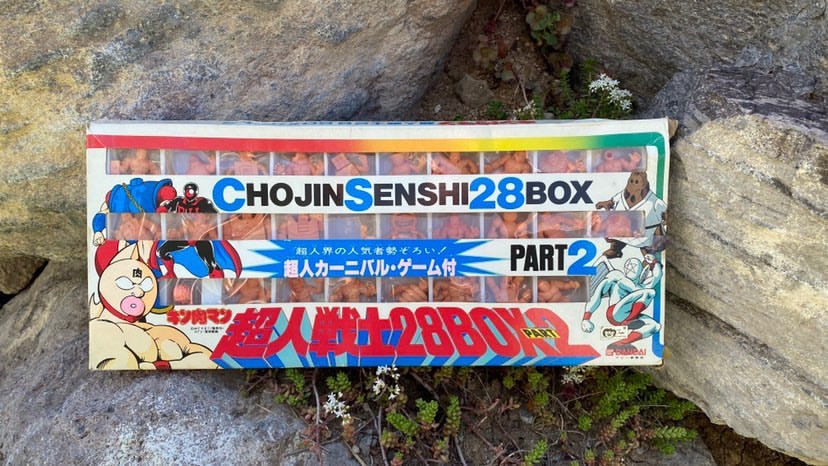 CHOJIN SENSHI 28 BOX
超人界の人気者勢ぞろい!
超人カーニバル・ゲーム付
PART 2
肉
キン肉マン
超人戦士28BOX PART 2
BANDAI